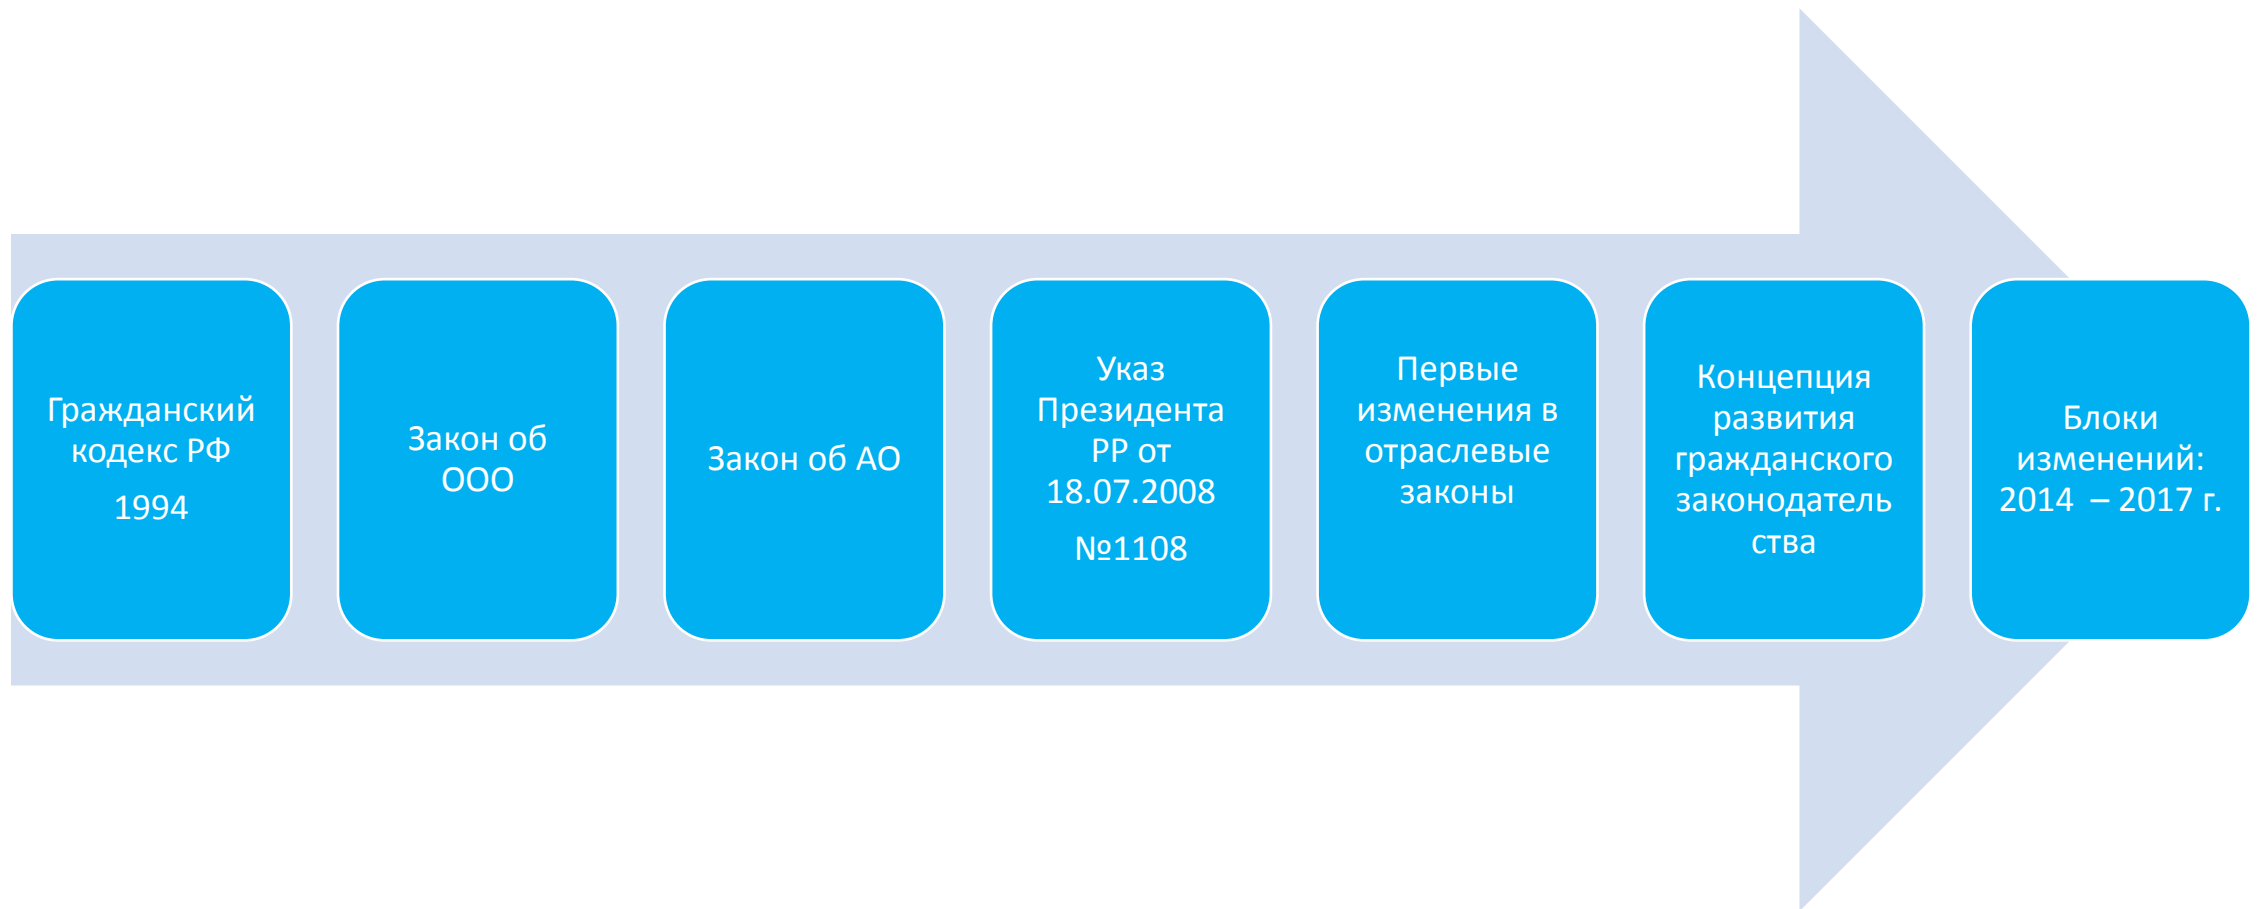 Гражданский
кодекс РФ
1994
Закон об
ООО
Закон об АО
Указ
Президента
РР от
18.07.2008
№1108
Первые
изменения в
отраслевые
законы
Концепция
развития
гражданского
законодатель
ства
Блоки
изменений:
2014 – 2017 г.